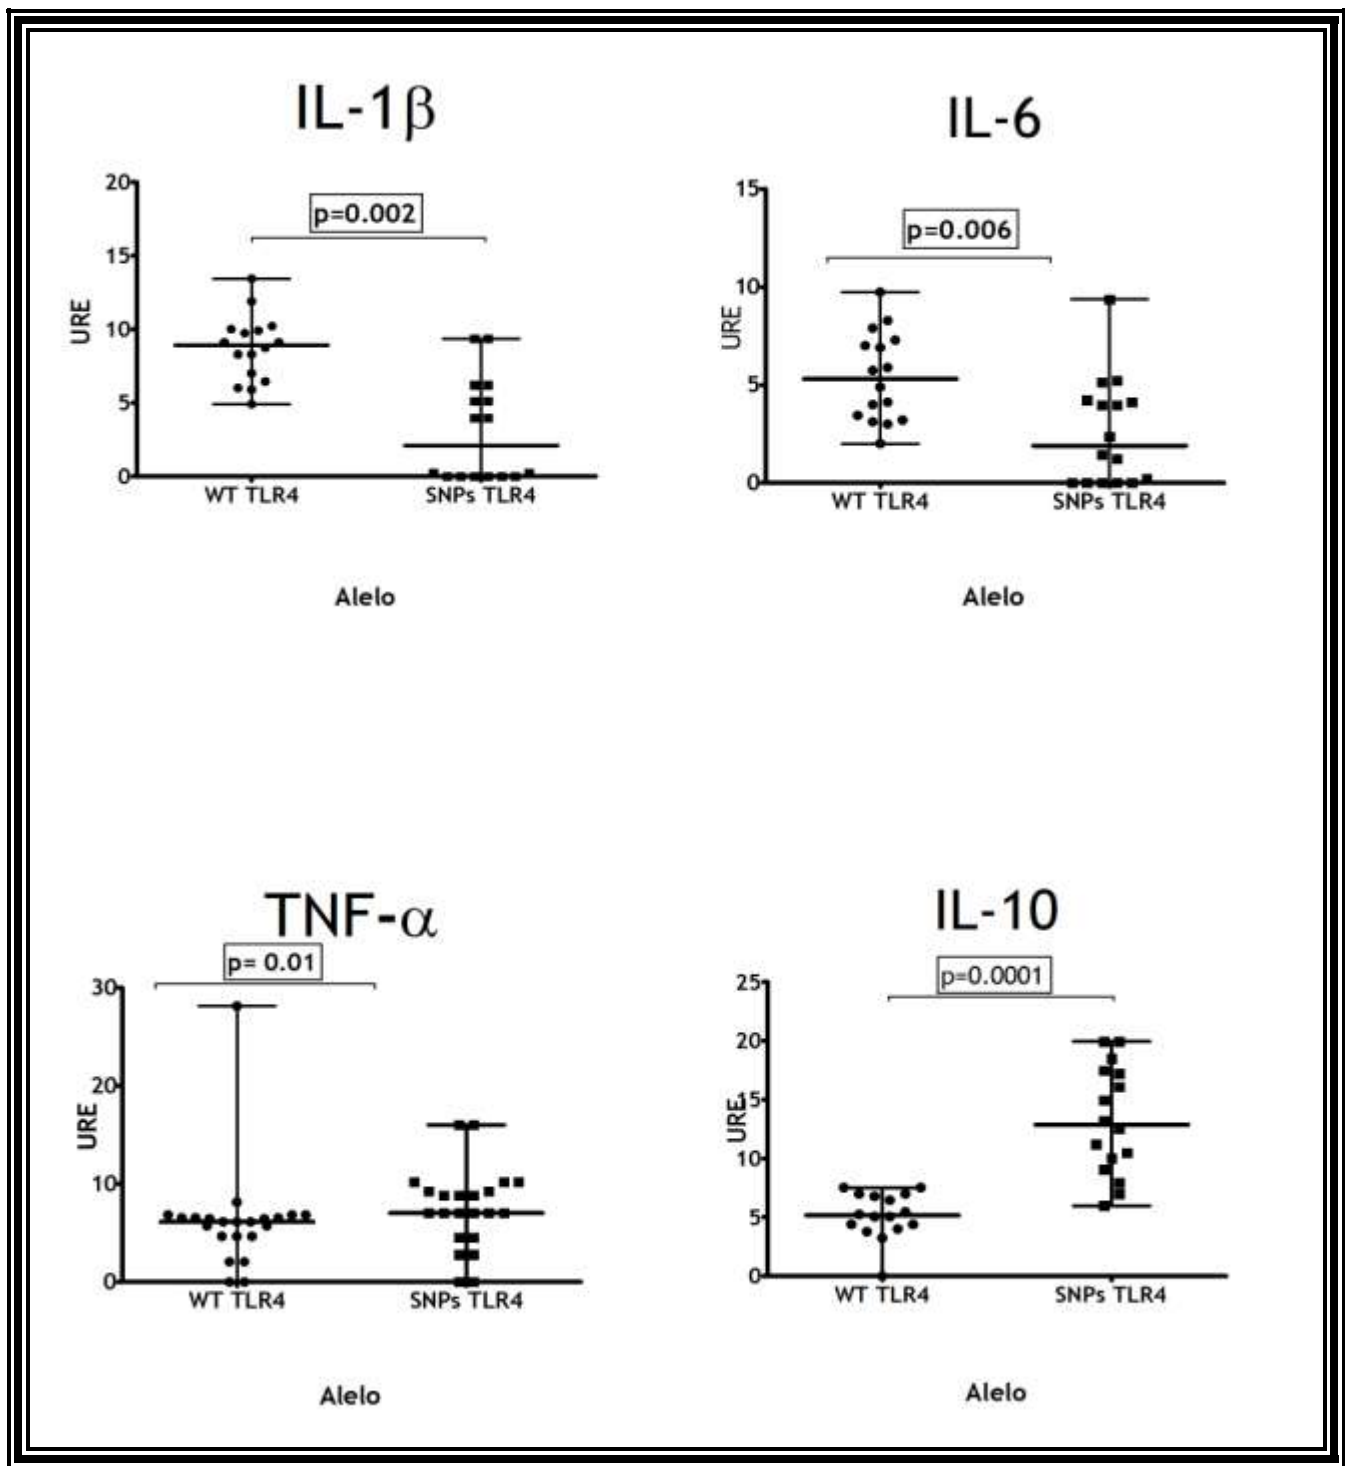 IL-1β
20
p=0.002
15
URE
10
5
0
WT TLR4 SNPs TLR4
Alelo
IL-6
15
p=0.006
10
URE
5
0
WT TLR4 SNPs TLR4
Alelo
TNF-α
p= 0.01
30
20
URE
10
0
WT TLR4 SNPs TLR4
Alelo
IL-10
p=0.0001
25
20
URE
15
10
5
0
WT TLR4 SNPs TLR4
Alelo